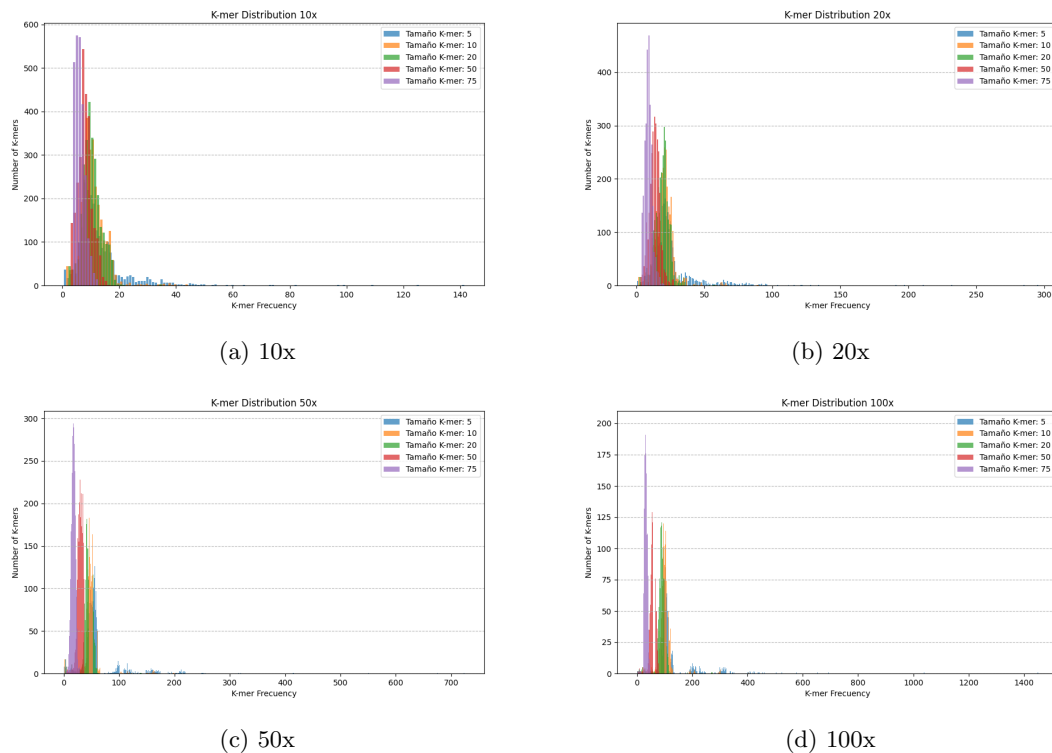 K-mer Distribution 10x
Number of K-mers
600
500
400
300
200
100
0
0
20
40
60
80
100
120
140
K-mer Frecuency
Tamaño K-mer: 5
Tamaño K-mer: 10
Tamaño K-mer: 20
Tamaño K-mer: 50
Tamaño K-mer: 75
(a) 10x
K-mer Distribution 20x
Number of K-mers
400
300
200
100
0
0
50
100
150
200
250
300
K-mer Frecuency
Tamaño K-mer: 5
Tamaño K-mer: 10
Tamaño K-mer: 20
Tamaño K-mer: 50
Tamaño K-mer: 75
(b) 20x
K-mer Distribution 50x
Number of K-mers
300
250
200
150
100
50
0
0
100
200
300
400
500
600
700
K-mer Frecuency
Tamaño K-mer: 5
Tamaño K-mer: 10
Tamaño K-mer: 20
Tamaño K-mer: 50
Tamaño K-mer: 75
(c) 50x
K-mer Distribution 100x
Number of K-mers
200
175
150
125
100
75
50
25
0
0
200
400
600
800
1000
1200
1400
K-mer Frecuency
Tamaño K-mer: 5
Tamaño K-mer: 10
Tamaño K-mer: 20
Tamaño K-mer: 50
Tamaño K-mer: 75
(d) 100x